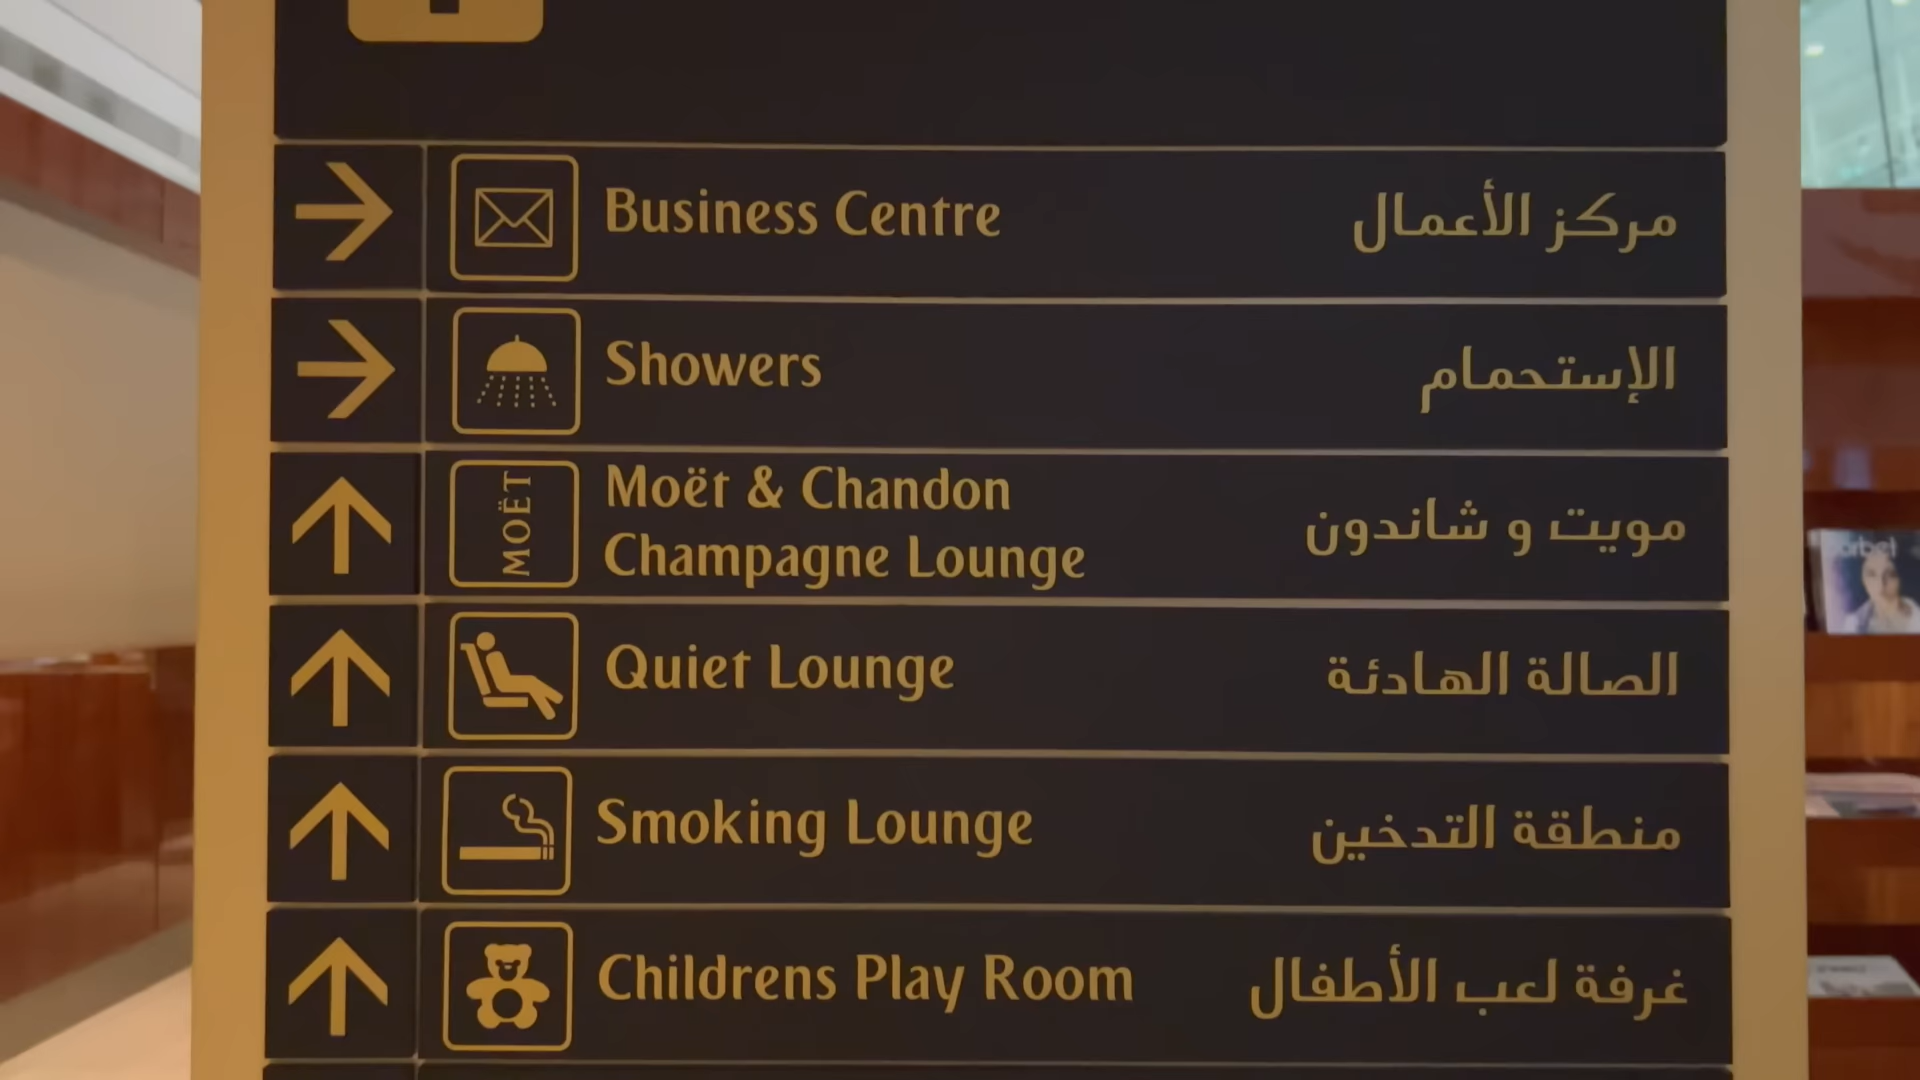 Business Centre
مركز الأعمال
Showers
الإستحمام
MOËT
Moët & Chandon
Champagne Lounge
مويت و شاندون
Quiet Lounge
الصالة الهادئة
Smoking Lounge
منطقة التدخين
Childrens Play Room
غرفة لعب الأطفال